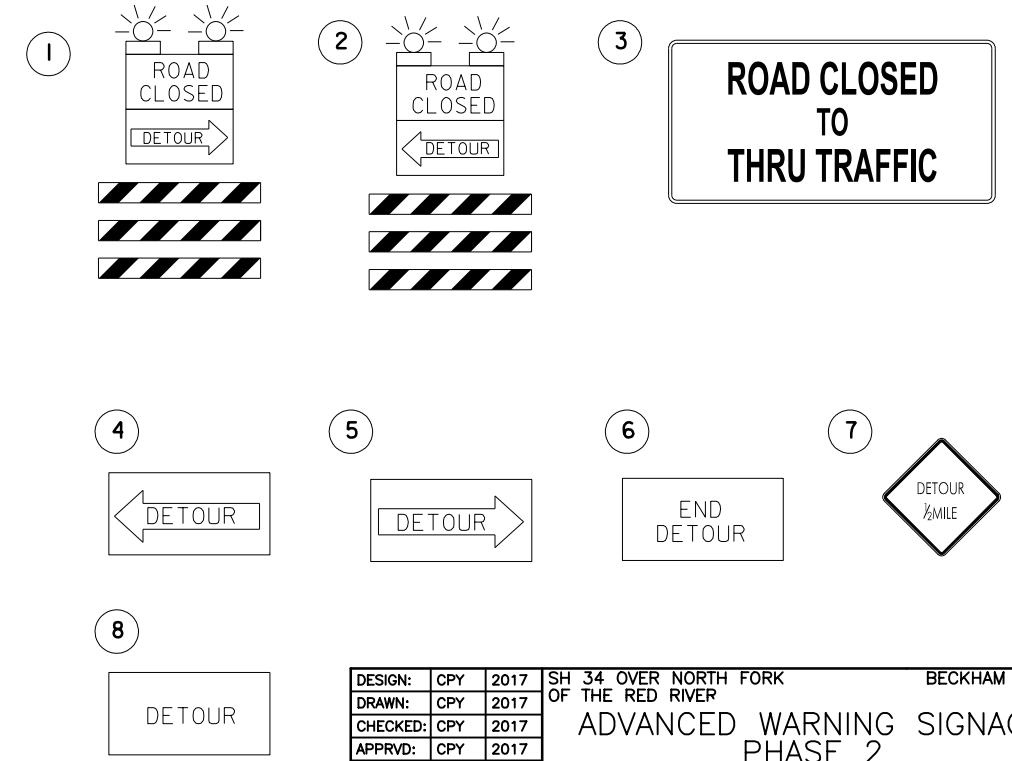 1
ROAD
CLOSED
DETOUR
2
ROAD
CLOSED
DETOUR
3
ROAD CLOSED
TO
THRU TRAFFIC
4
DETOUR
5
DETOUR
6
END
DETOUR
7
DETOUR
½MILE
8
DETOUR
DESIGN: CPY 2017
DRAWN: CPY 2017
CHECKED: CPY 2017
APPRVD: CPY 2017
SH 34 OVER NORTH FORK BECKHAM
OF THE RED RIVER
ADVANCED WARNING SIGNAG
PHASE 2